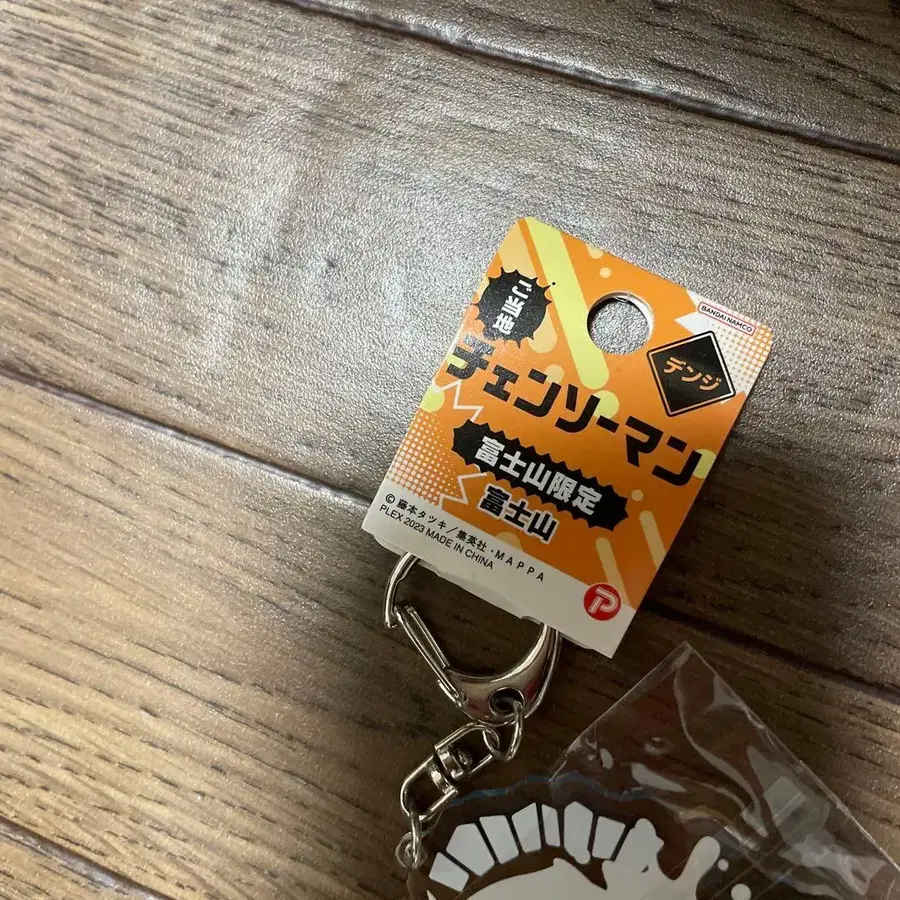 ご当地
BANDAI NAMCO
デンジ
チェンソーマン
富士山限定
富士山
© 藤本タツキ／集英社・MAPPA
PLEX 2023 MADE IN CHINA